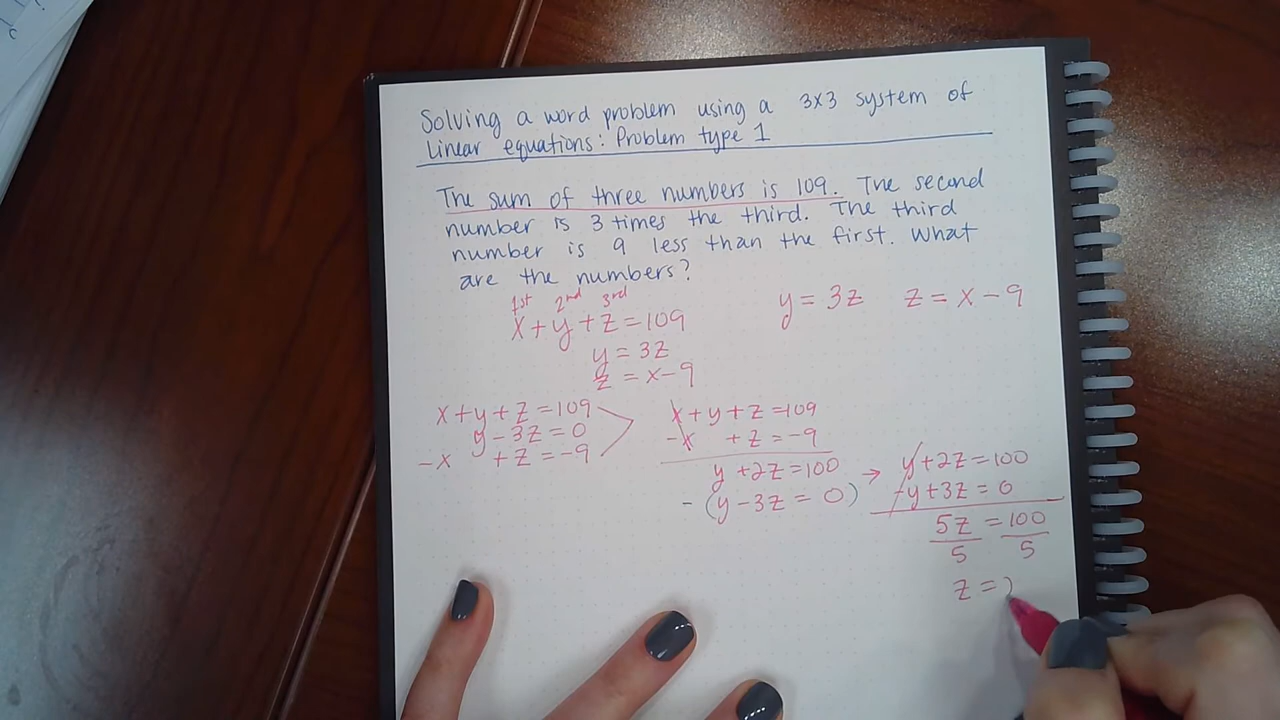 Solving a word problem using a 3x3 system of
linear equations: Problem type 1
The sum of three numbers is 109. The second
number is 3 times the third. The third
number is 9 less than the first. What
are the numbers?
1st 2nd 3rd
x+y+z=109
y=3z
z=x-9
y=3z z=x-9
x+y+z=109
y-3z=0
-x +z=-9
x+y+z=109
-x +z=-9
y+2z=100
-(y-3z=0)
→ y+2z=100
-y+3z=0
5z=100
5 5
z=